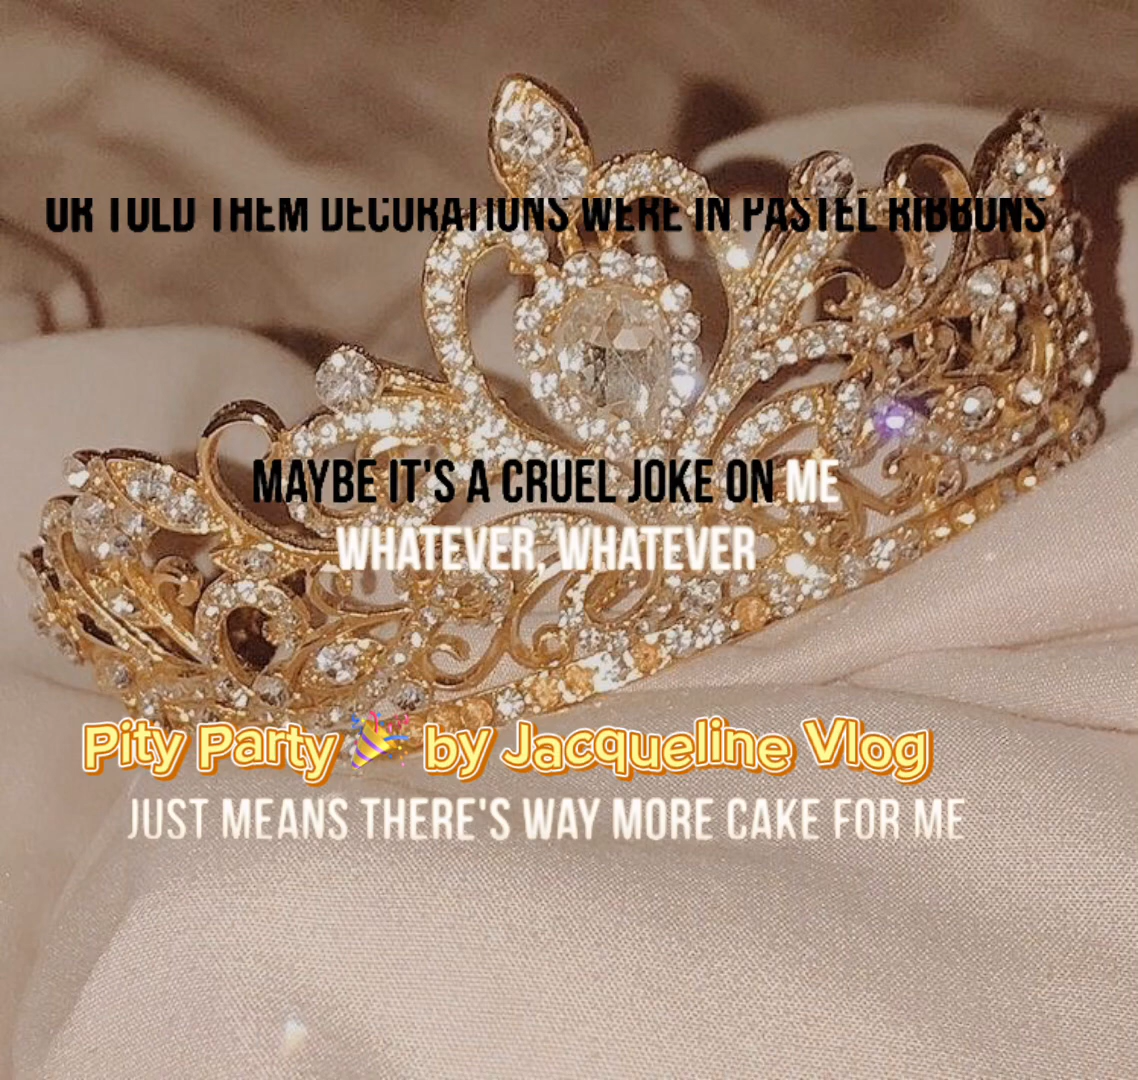 OR TOLD THEM DECORATIONS WERE IN PASTEL RIBBONS
MAYBE IT'S A CRUEL JOKE ON ME
WHATEVER, WHATEVER
Pity Party 🎉 by Jacqueline Vlog
JUST MEANS THERE'S WAY MORE CAKE FOR ME